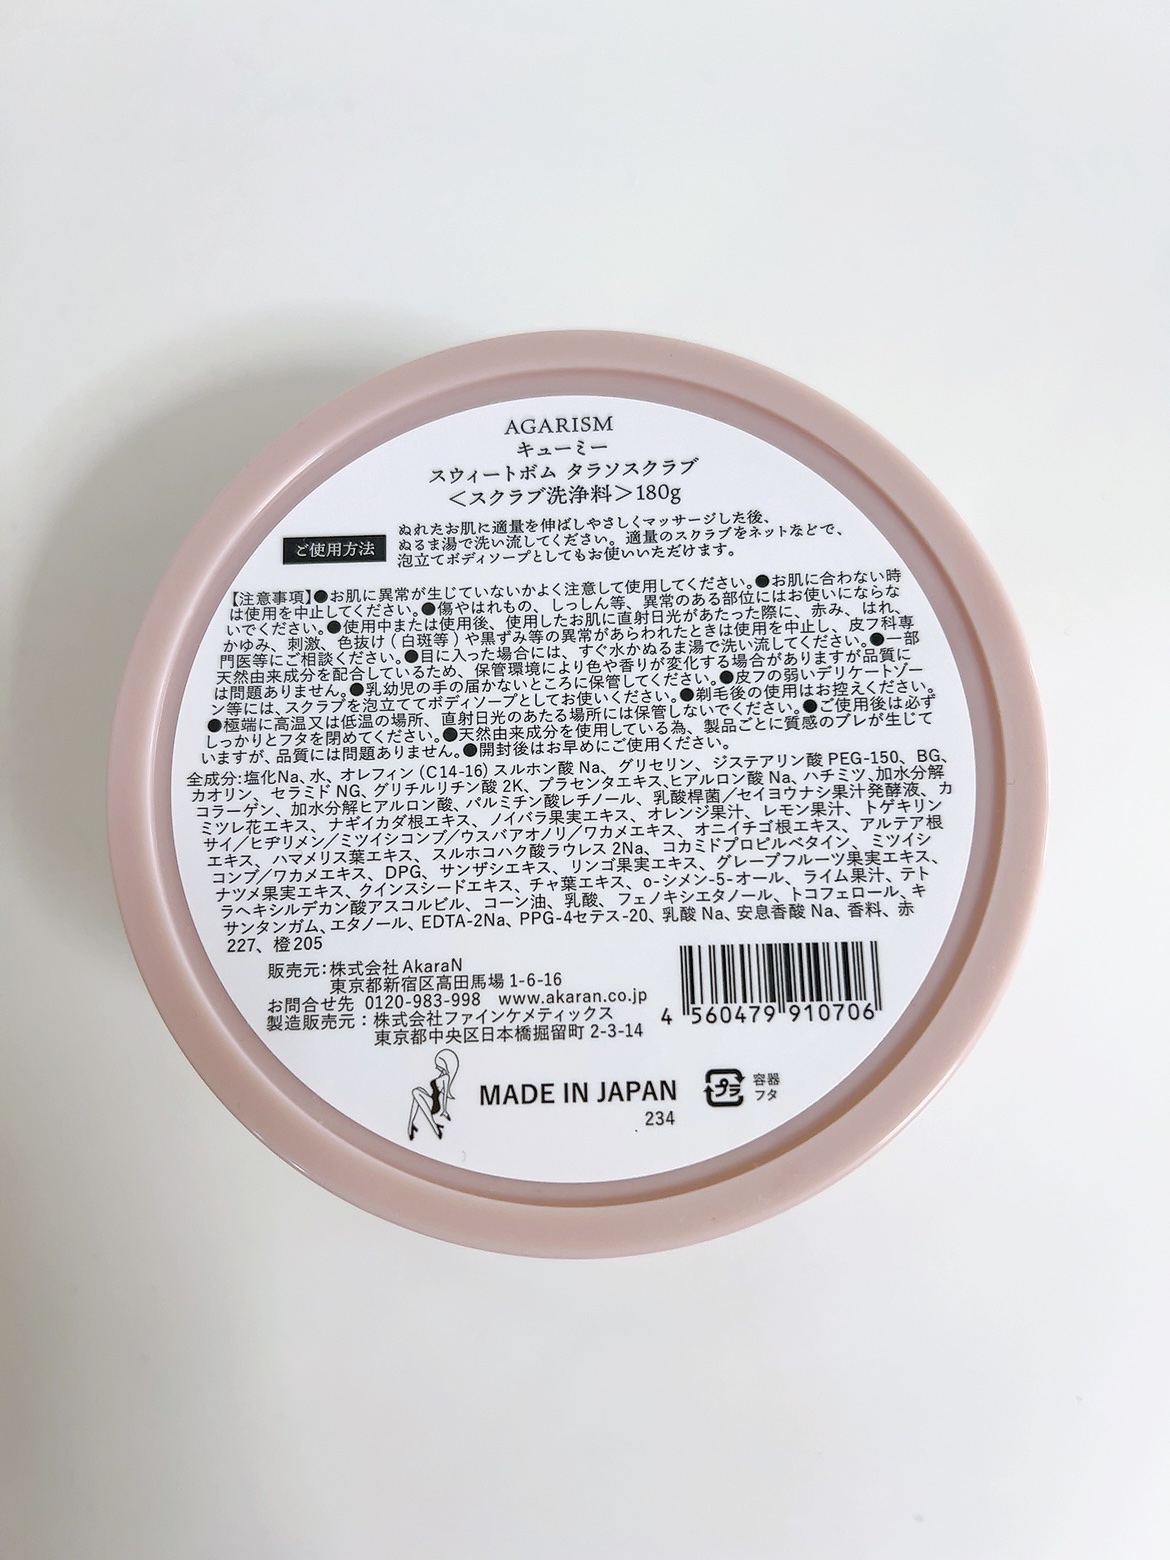 AGARISM
キューミー
スウィートボム タラソスクラブ
＜スクラブ洗浄料＞180g
ご使用方法
ぬれたお肌に適量を伸ばしやさしくマッサージした後、
ぬるま湯で洗い流してください。適量のスクラブをネットなどで、
泡立てボディソープとしてもお使いいただけます。
【注意事項】●お肌に異常が生じていないかよく注意して使用してください。●お肌に合わない時
は使用を中止してください。●傷やはれもの、しっしん等、異常のある部位にはお使いにならな
いでください。●使用中または使用後、使用したお肌に直射日光があたった際に、赤み、はれ、
かゆみ、刺激、色抜け(白斑等)や黒ずみ等の異常があらわれたときは使用を中止し、皮フ科専
門医等にご相談ください。●目に入った場合には、すぐ水かぬるま湯で洗い流してください。●一部
天然由来成分を配合しているため、保管環境により色や香りが変化する場合がありますが品質に
は問題ありません。●乳幼児の手の届かないところに保管してください。●皮フの弱いデリケートゾー
ン等には、スクラブを泡立ててボディソープとしてお使いください。●剃毛後の使用はお控えください。
●極端に高温又は低温の場所、直射日光のあたる場所には保管しないでください。●ご使用後は必ず
しっかりとフタを閉めてください。●天然由来成分を使用している為、製品ごとに質感のブレが生じて
いますが、品質には問題ありません。●開封後はお早めにご使用ください。
全成分:塩化Na、水、オレフィン(C14-16)スルホン酸Na、グリセリン、ジステアリン酸PEG-150、BG、
カオリン、セラミドNG、グリチルリチン酸2K、プラセンタエキス、ヒアルロン酸Na、ハチミツ、加水分解
コラーゲン、加水分解ヒアルロン酸、パルミチン酸レチノール、乳酸桿菌／セイヨウナシ果汁発酵液、カ
ミツレ花エキス、ナギイカダ根エキス、ノイバラ果実エキス、オレンジ果汁、レモン果汁、トゲキリン
サイ／ヒヂリメン／ミツイシコンブ／ウスバアオノリ／ワカメエキス、オニイチゴ根エキス、アルテア根
エキス、ハマメリス葉エキス、スルホコハク酸ラウレス2Na、コカミドプロピルベタイン、ミツイシ
コンブ／ワカメエキス、DPG、サンザシエキス、リンゴ果実エキス、グレープフルーツ果実エキス、
ナツメ果実エキス、クインスシードエキス、チャ葉エキス、o-シメン-5-オール、ライム果汁、テト
ラヘキシルデカン酸アスコルビル、コーン油、乳酸、フェノキシエタノール、トコフェロール、キ
サンタンガム、エタノール、EDTA-2Na、PPG-4セテス-20、乳酸Na、安息香酸Na、香料、赤
227、橙205
販売元：株式会社AkaraN
東京都新宿区高田馬場1-6-16
お問合せ先 0120-983-998 www.akaran.co.jp
製造販売元：株式会社ファインケメティックス
東京都中央区日本橋掘留町2-3-14
4 560479 910706
MADE IN JAPAN
234
プラ
容器
フタ